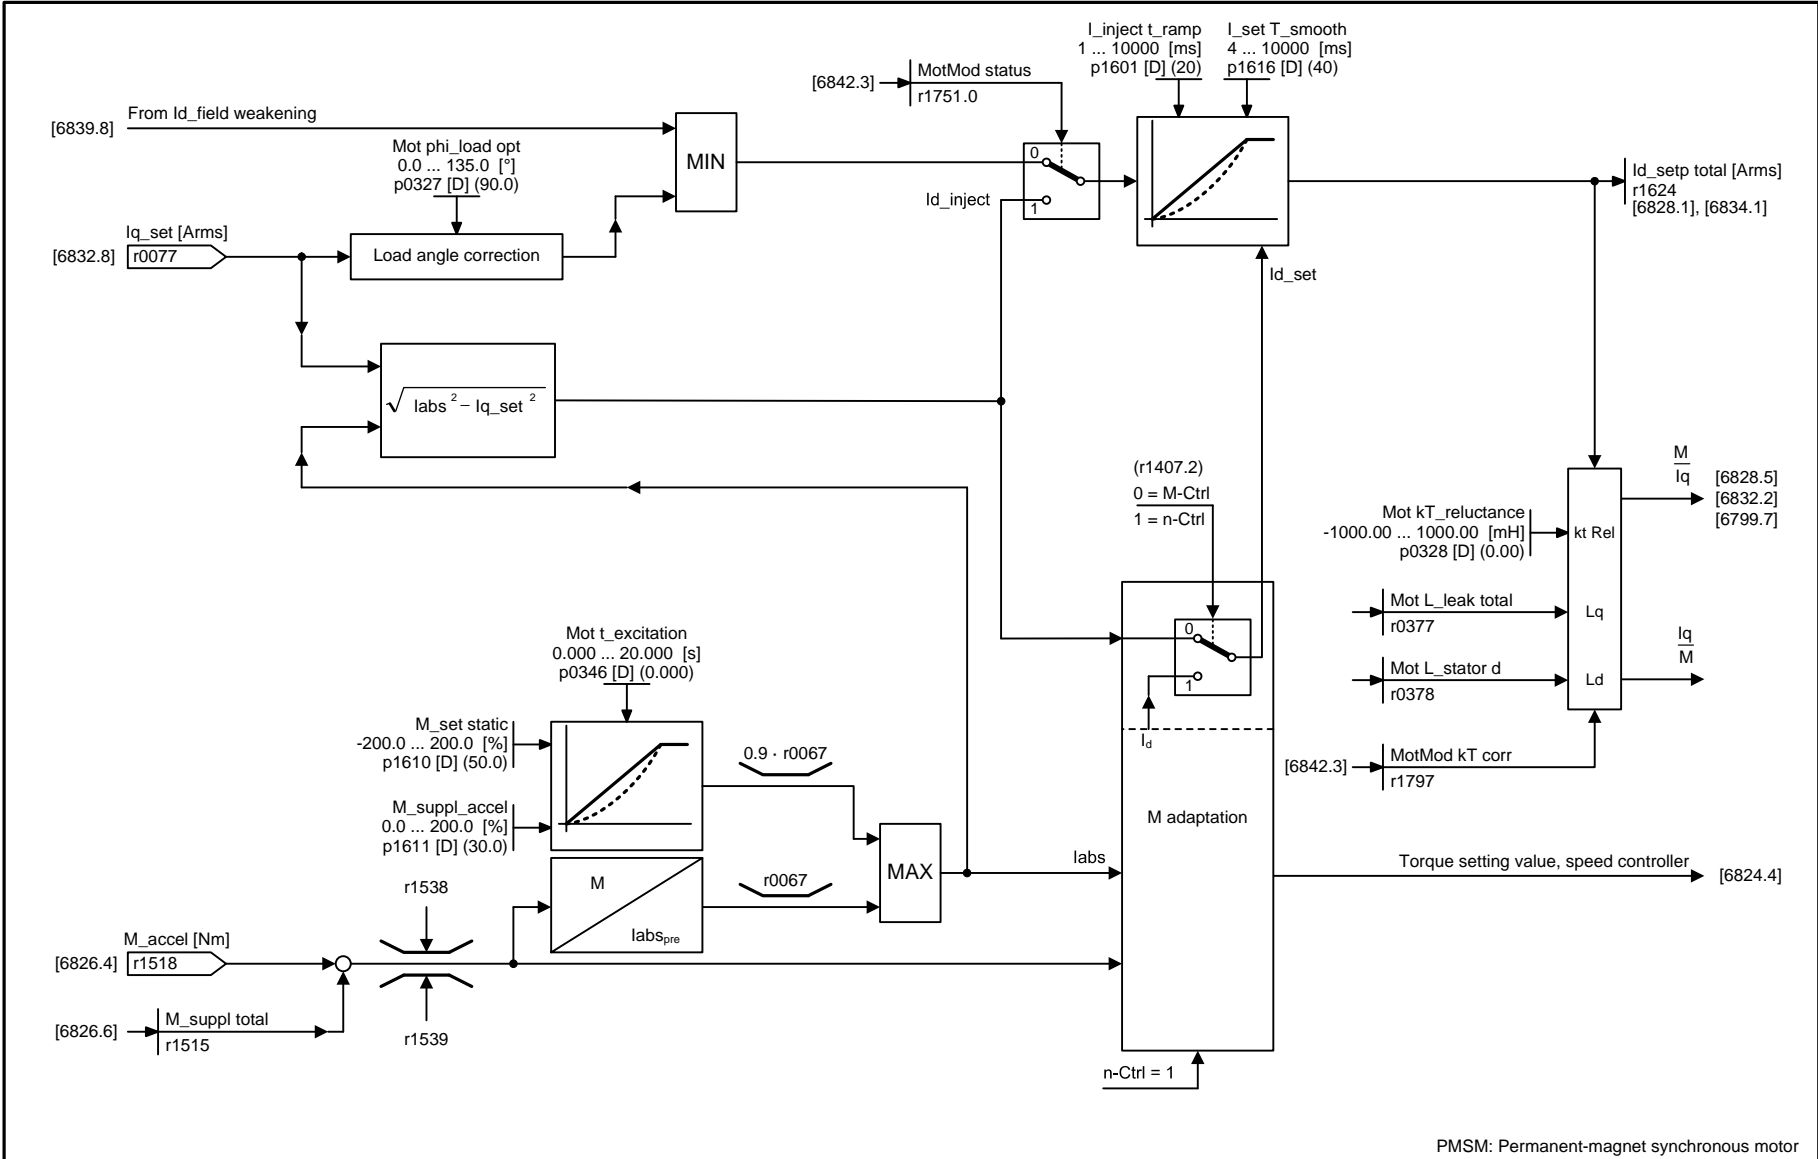 I_inject t_ramp
1 ... 10000 [ms]
p1601 [D] (20)
I_set T_smooth
4 ... 10000 [ms]
p1616 [D] (40)
[6842.3]
MotMod status
r1751.0
From Id_field weakening
[6839.8]
Mot phi_load opt
0.0 ... 135.0 [°]
p0327 [D] (90.0)
MIN
0
1
Id_inject
Id_setp total [Arms]
r1624
[6828.1], [6834.1]
Iq_set [Arms]
[6832.8]
r0077
Load angle correction
Id_set
√ Iabs 2 – Iq_set 2
(r1407.2)
0 = M-Ctrl
1 = n-Ctrl
M
Iq
[6828.5]
[6832.2]
[6799.7]
Mot kT_reluctance
-1000.00 ... 1000.00 [mH]
p0328 [D] (0.00)
kt Rel
Mot L_leak total
r0377
Lq
Iq
M
Mot L_stator d
r0378
Ld
0
1
Id
Mot t_excitation
0.000 ... 20.000 [s]
p0346 [D] (0.000)
M_set static
-200.0 ... 200.0 [%]
p1610 [D] (50.0)
0.9 · r0067
[6842.3]
MotMod kT corr
r1797
M_suppl_accel
0.0 ... 200.0 [%]
p1611 [D] (30.0)
M adaptation
MAX
Iabs
Torque setting value, speed controller
[6824.4]
r1538
M
Iabspre
r0067
M_accel [Nm]
[6826.4]
r1518
[6826.6]
M_suppl total
r1515
r1539
n-Ctrl = 1
PMSM: Permanent-magnet synchronous motor